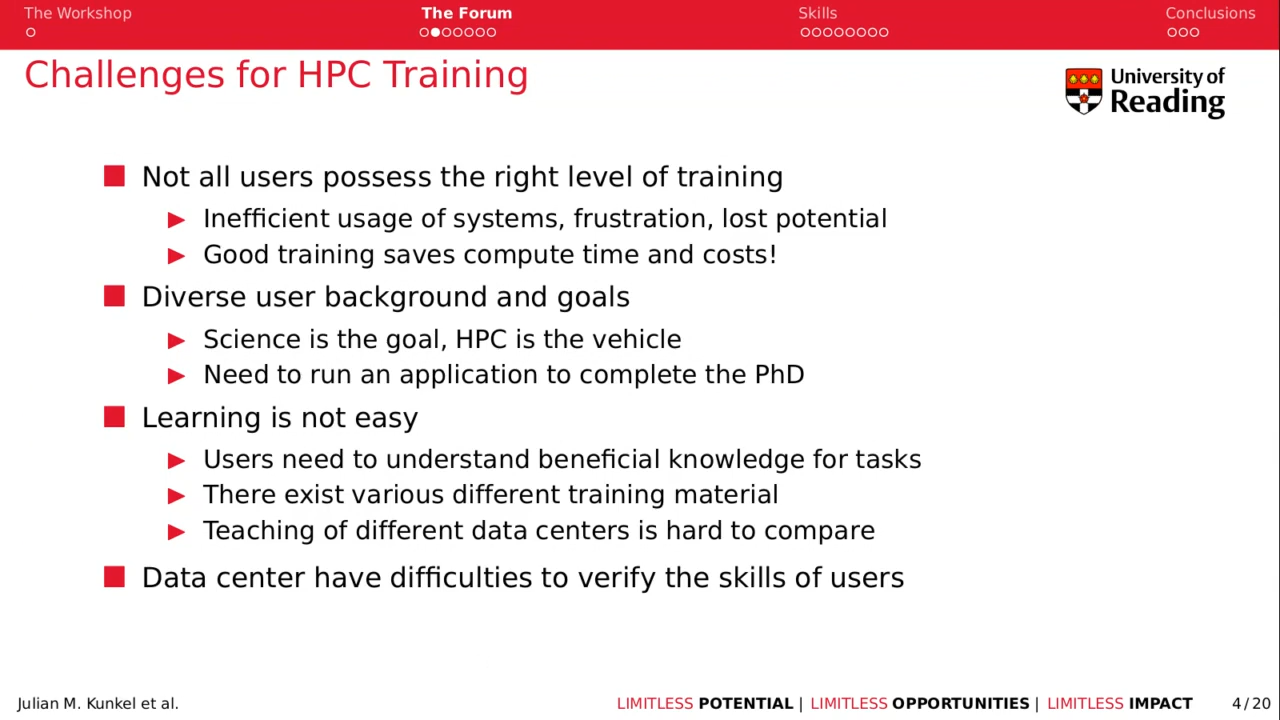 The Workshop
The Forum
Skills
Conclusions
Challenges for HPC Training
University of
Reading
Not all users possess the right level of training
Inefficient usage of systems, frustration, lost potential
Good training saves compute time and costs!
Diverse user background and goals
Science is the goal, HPC is the vehicle
Need to run an application to complete the PhD
Learning is not easy
Users need to understand beneficial knowledge for tasks
There exist various different training material
Teaching of different data centers is hard to compare
Data center have difficulties to verify the skills of users
Julian M. Kunkel et al.
LIMITLESS POTENTIAL | LIMITLESS OPPORTUNITIES | LIMITLESS IMPACT
4/20